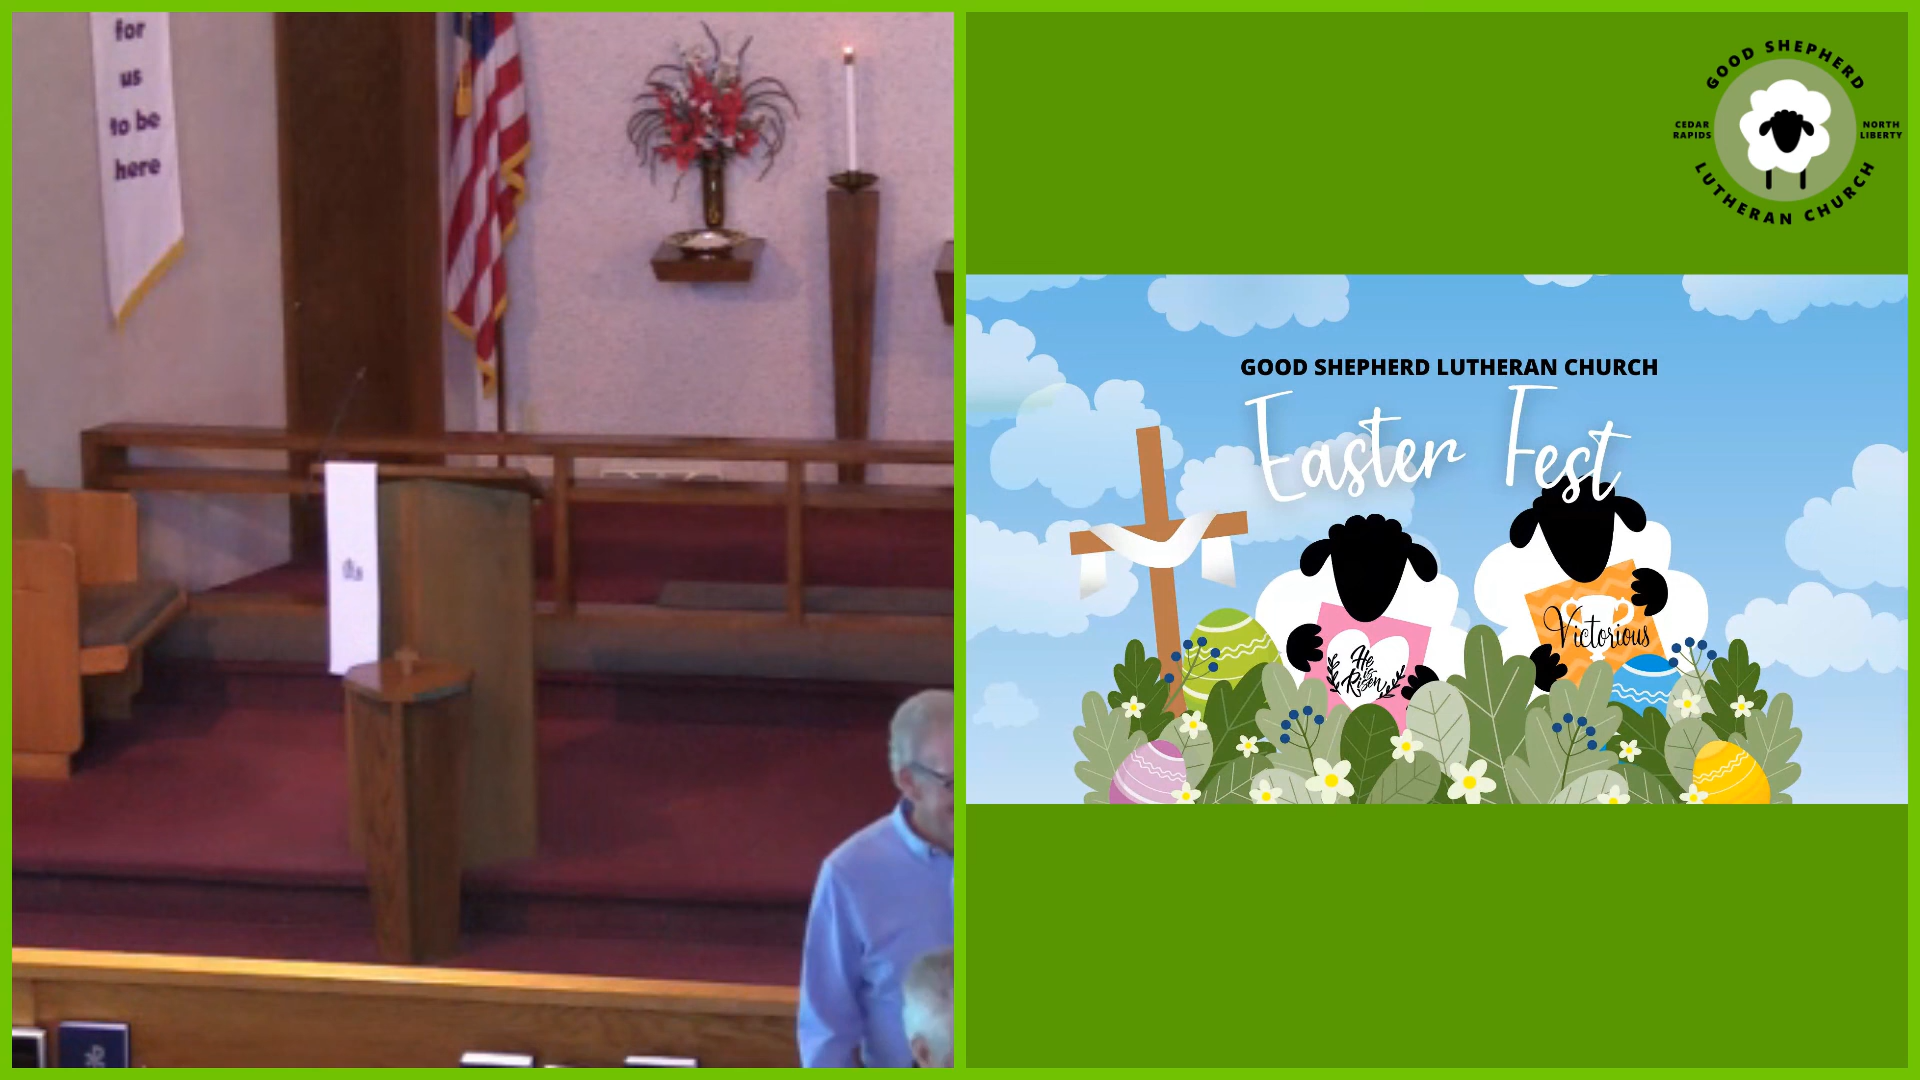 for
us
to be
here
GOOD SHEPHERD
CEDAR
RAPIDS
NORTH
LIBERTY
LUTHERAN CHURCH
GOOD SHEPHERD LUTHERAN CHURCH
Easter Fest
He
is
Risen
Victorious